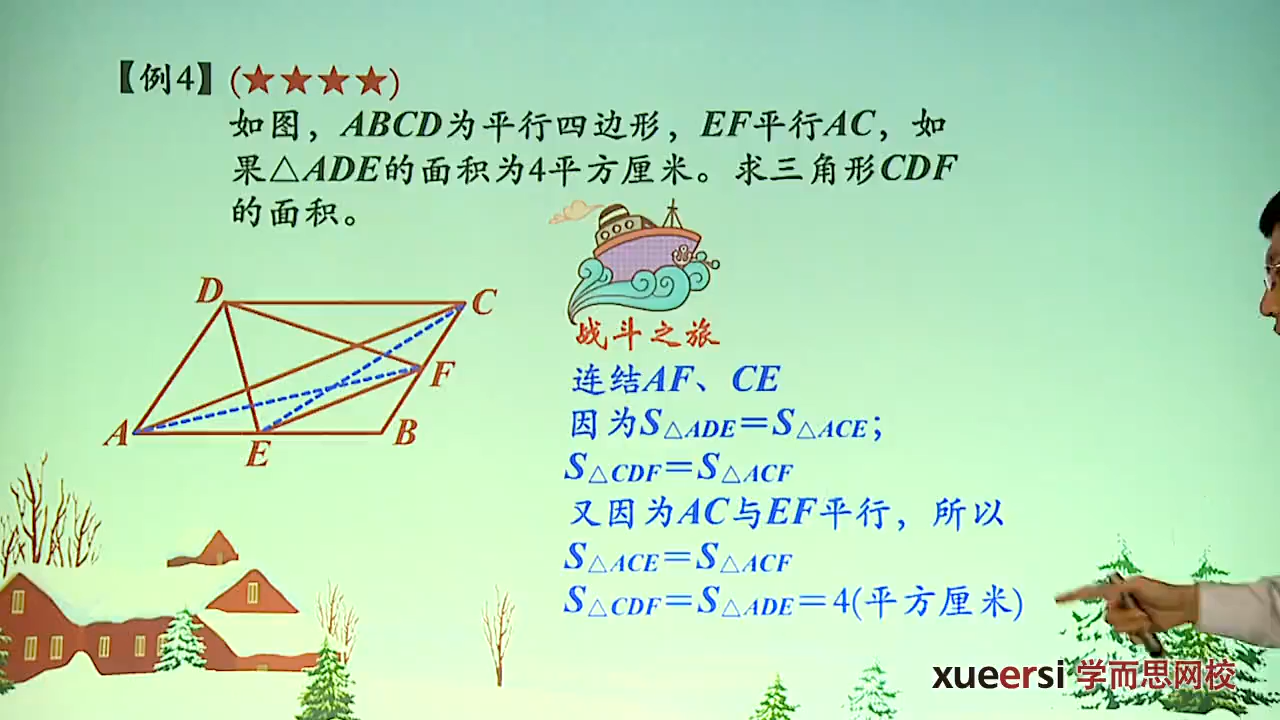 【例4】(★★★★)
如图，ABCD为平行四边形，EF平行AC，如
果△ADE的面积为4平方厘米。求三角形CDF
的面积。
D
C
F
A
E
B
战斗之旅
连结AF、CE
因为S△ADE=S△ACE；
S△CDF=S△ACF
又因为AC与EF平行，所以
S△ACE=S△ACF
S△CDF=S△ADE=4(平方厘米)
xueersi 学而思网校